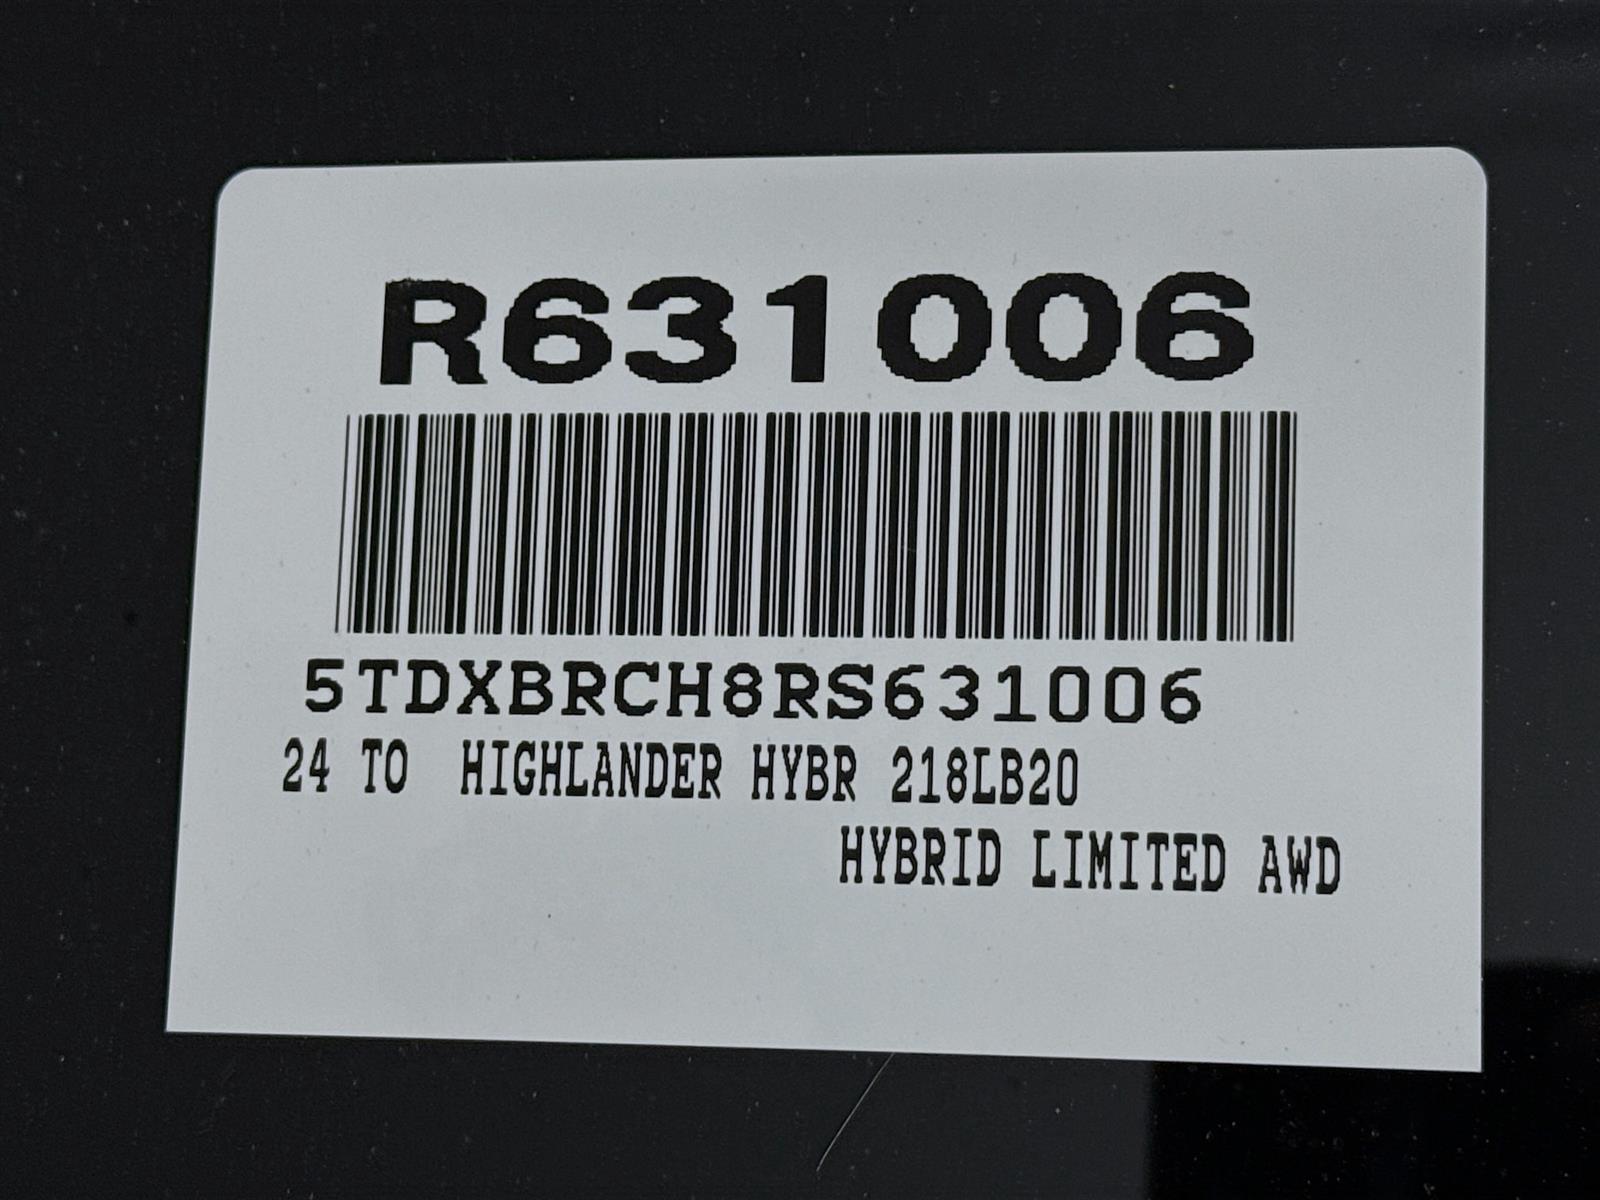 R631006
5TDXBRCH8RS631006
24 TO HIGHLANDER HYBR 218LB20
HYBRID LIMITED AWD